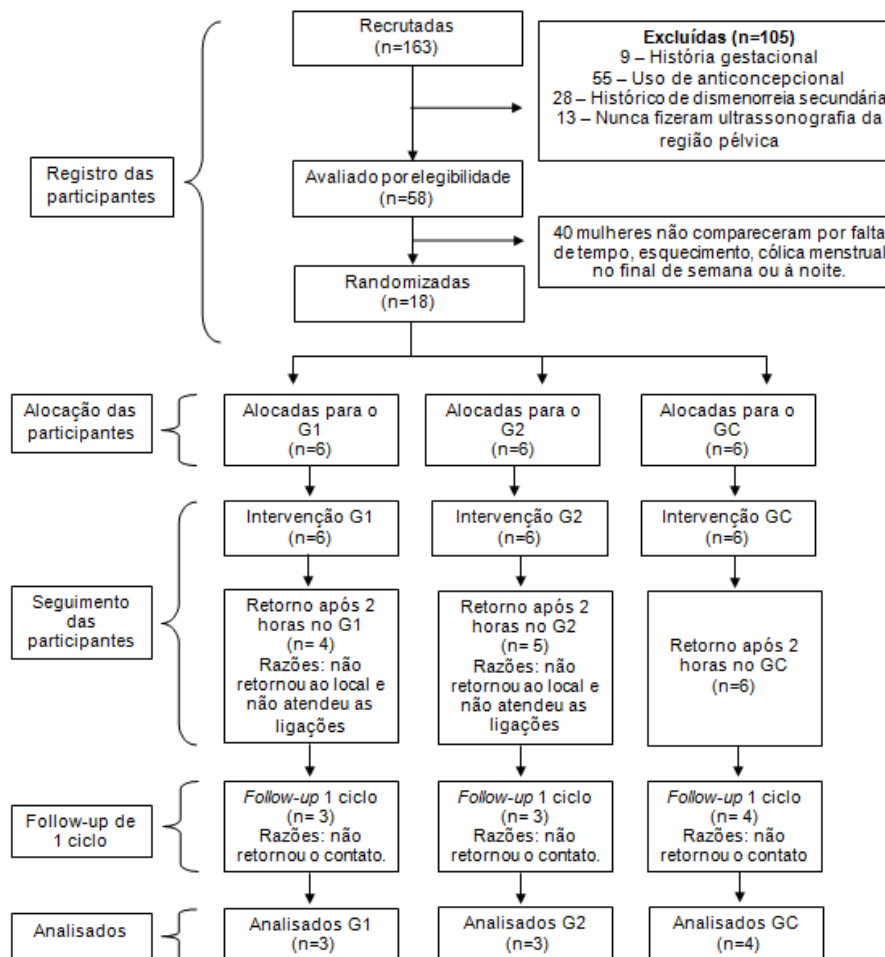 Recrutadas
(n=163)
Excluídas (n=105)
9 – História gestacional
55 – Uso de anticoncepcional
28 – Histórico de dismenorreia secundária
13 – Nunca fizeram ultrassonografia da
região pélvica
Registro das
participantes
Avaliado por elegibilidade
(n=58)
40 mulheres não compareceram por falta
de tempo, esquecimento, cólica menstrual
no final de semana ou à noite.
Randomizadas
(n=18)
Alocação das
participantes
Alocadas para o
G1
(n=6)
Alocadas para o
G2
(n=6)
Alocadas para o
GC
(n=6)
Intervenção G1
(n=6)
Intervenção G2
(n=6)
Intervenção GC
(n=6)
Seguimento
das
participantes
Retorno após 2
horas no G1
(n= 4)
Razões: não
retornou ao local e
não atendeu as
ligações
Retorno após 2
horas no G2
(n= 5)
Razões: não
retornou ao local e
não atendeu as
ligações
Retorno após 2
horas no GC
(n=6)
Follow-up de
1 ciclo
Follow-up 1 ciclo
(n= 3)
Razões: não
retornou o contato.
Follow-up 1 ciclo
(n= 3)
Razões: não
retornou o contato.
Follow-up 1 ciclo
(n= 4)
Razões: não
retornou o contato
Analisados
Analisados G1
(n=3)
Analisados G2
(n=3)
Analisados GC
(n=4)